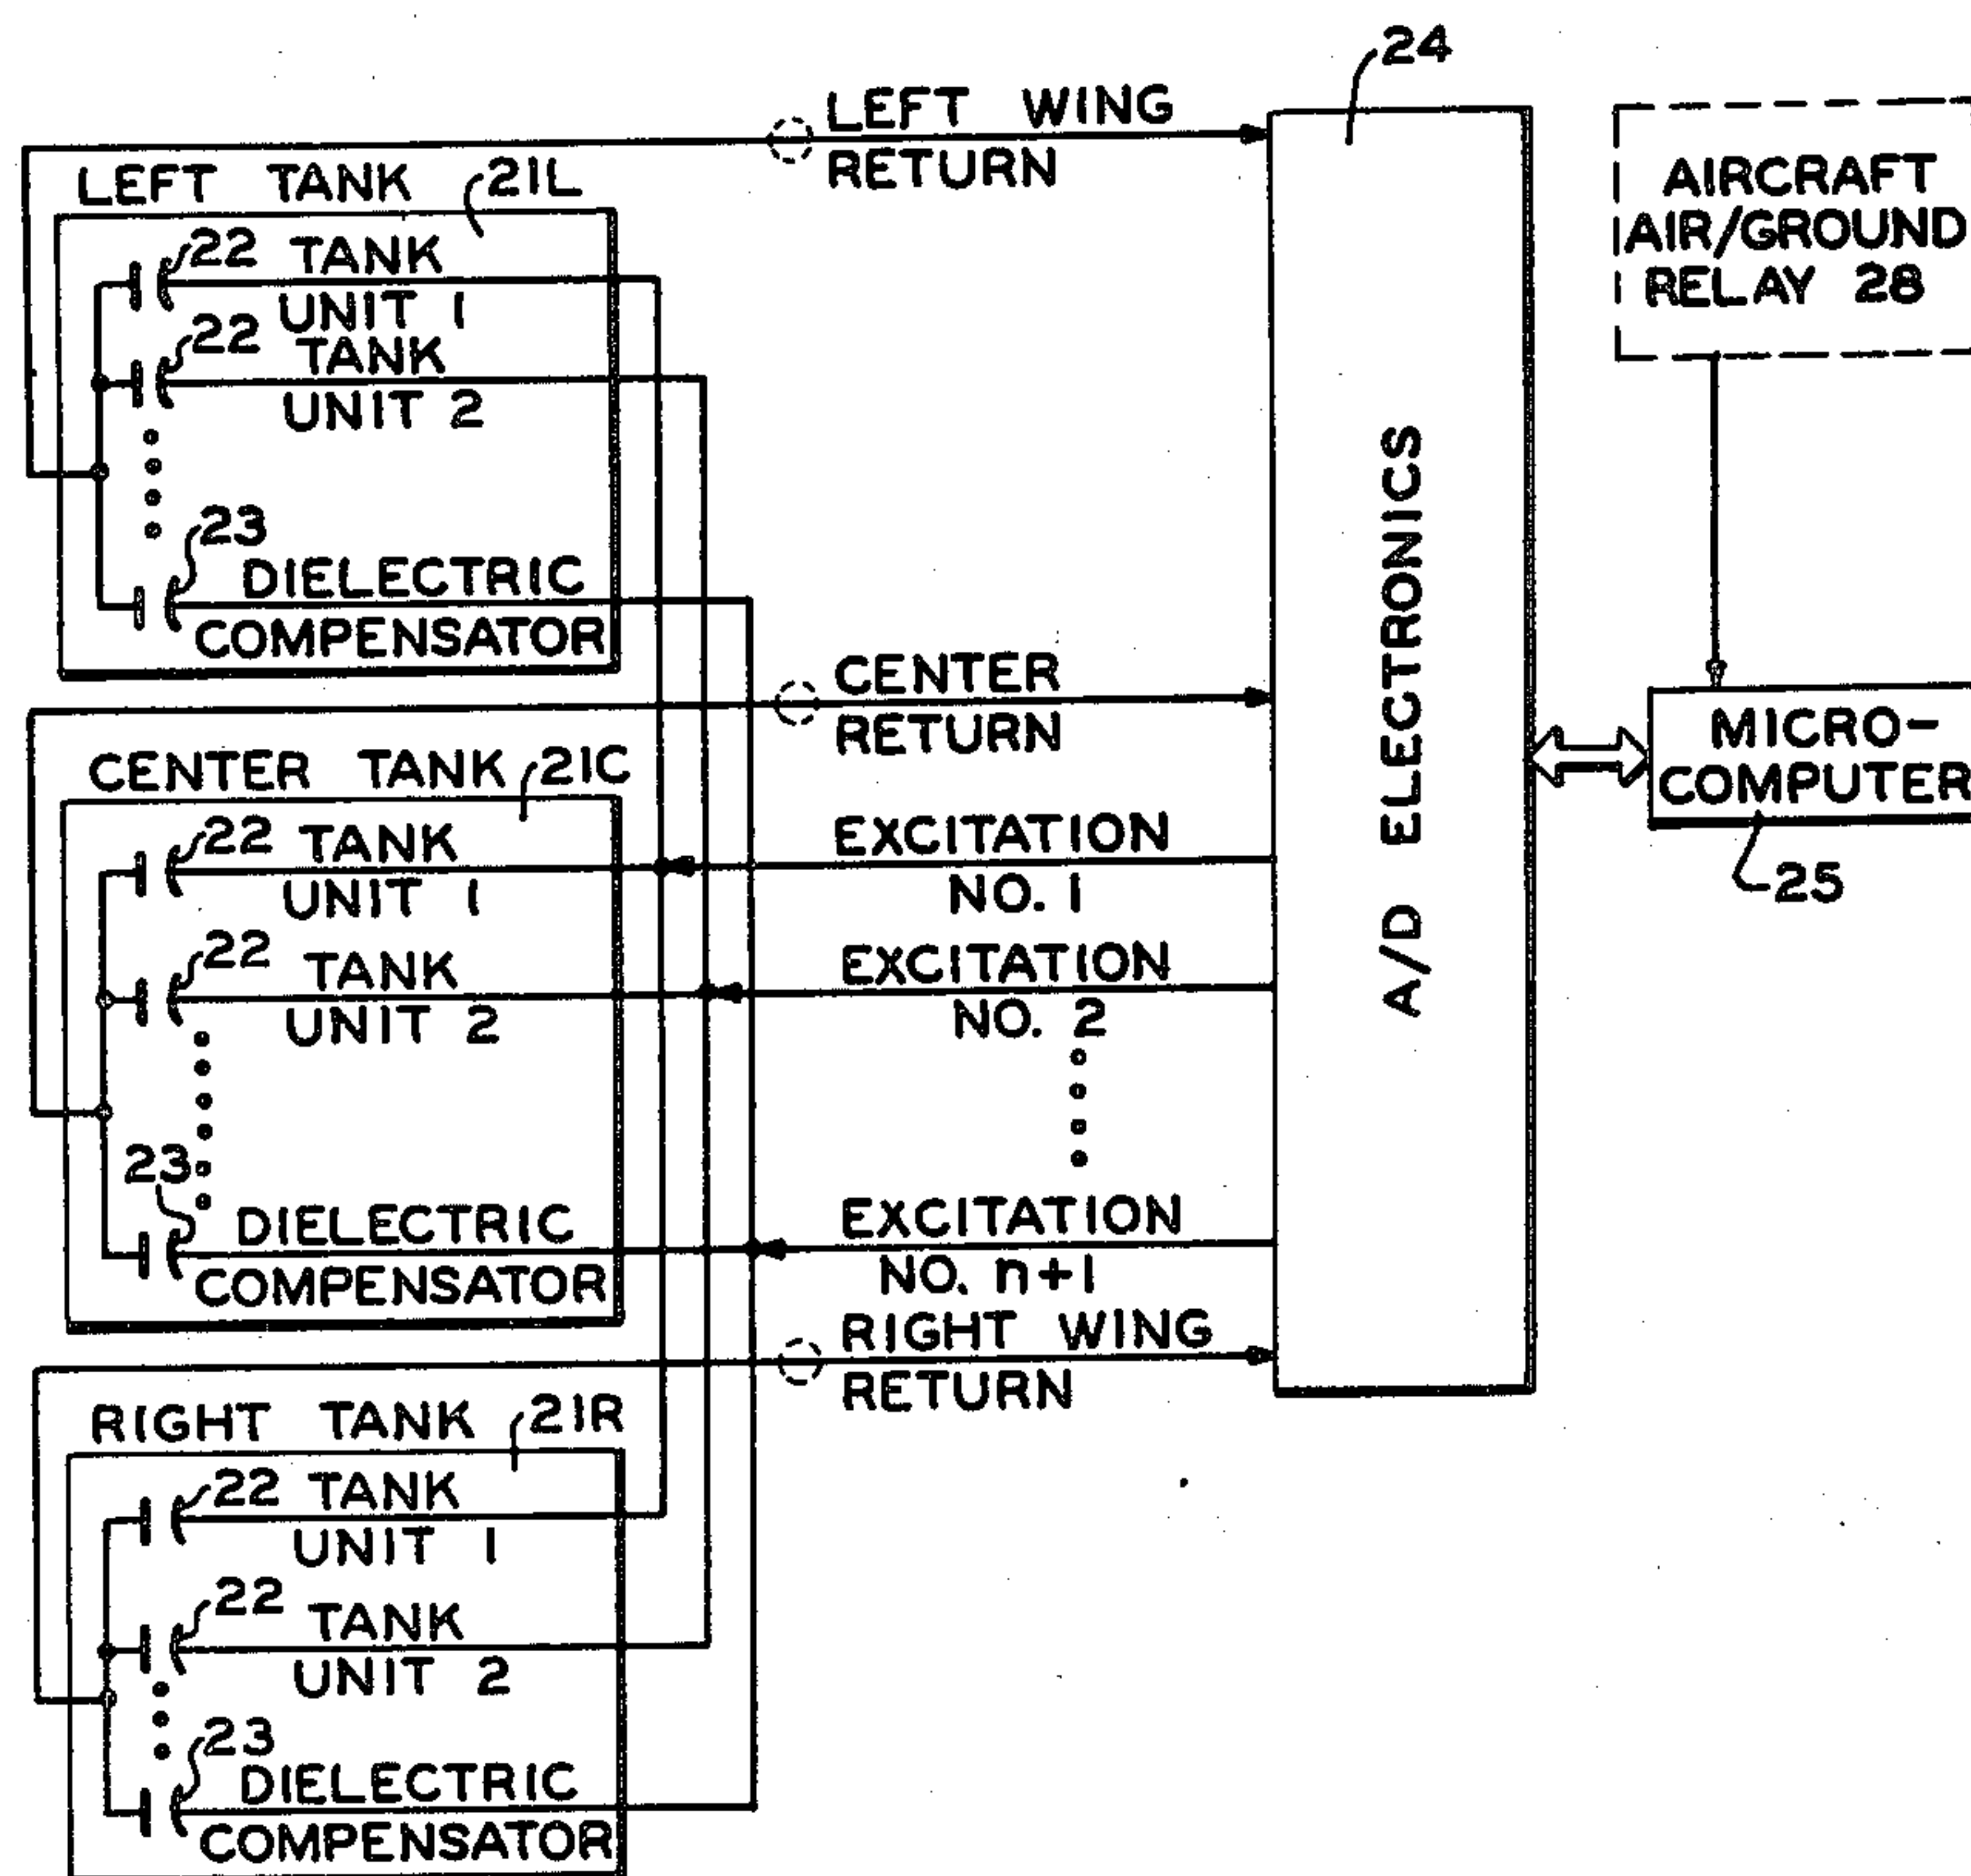 24
LEFT WING
RETURN
LEFT TANK 21L
22 TANK
UNIT 1
22 TANK
UNIT 2
23
DIELECTRIC
COMPENSATOR
AIRCRAFT
AIR/GROUND
RELAY 28
A/D ELECTRONICS
MICRO-
COMPUTER
25
CENTER
RETURN
CENTER TANK 21C
22 TANK
UNIT 1
22 TANK
UNIT 2
23
DIELECTRIC
COMPENSATOR
EXCITATION
NO. 1
EXCITATION
NO. 2
EXCITATION
NO. n+1
RIGHT WING
RETURN
RIGHT TANK 21R
22 TANK
UNIT 1
22 TANK
UNIT 2
23
DIELECTRIC
COMPENSATOR